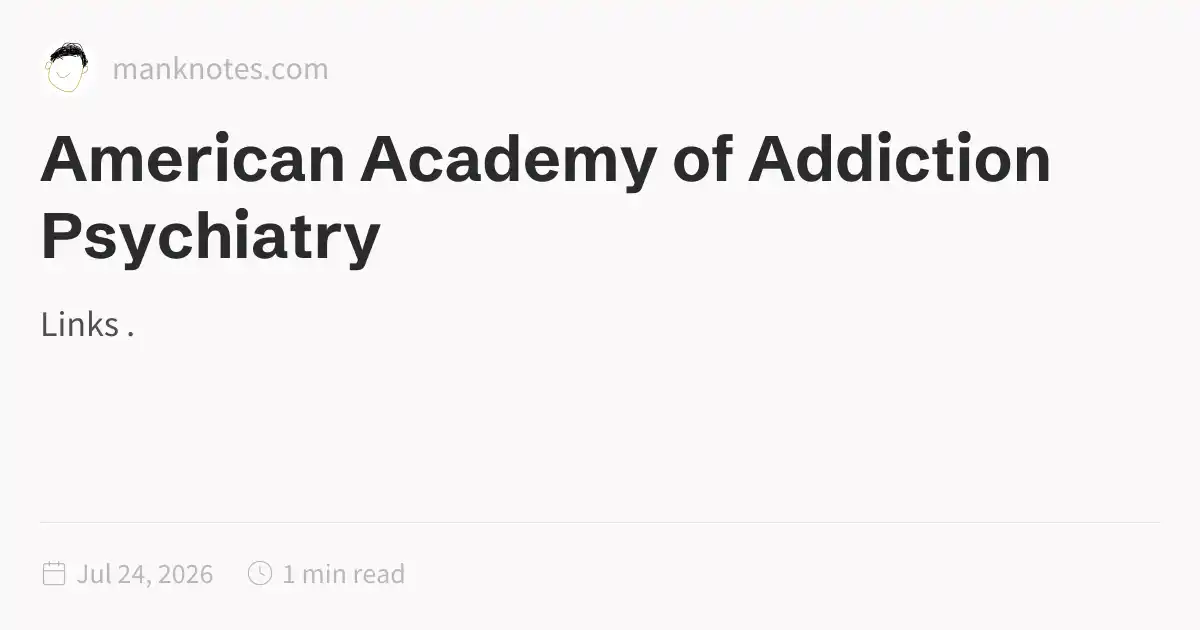 manknotes.com
American Academy of Addiction
Psychiatry
Links .
Jul 24, 2026
1 min read